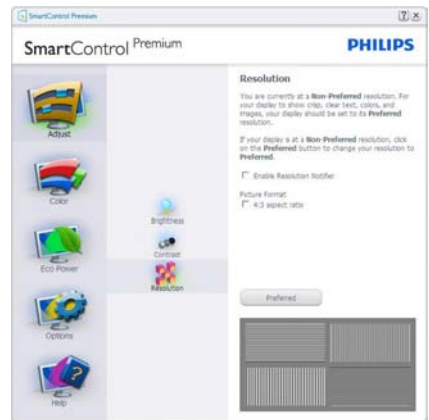 SmartControl Premium
SmartControl Premium
PHILIPS
Adjust
Color
Eco Power
Options
Help
Brightness
Contrast
Resolution
Resolution
You are currently at a Non-Preferred resolution. For
your display to show crisp, clear text, colors, and
images, your display should be set to its Preferred
resolution.
If your display is at a Non-Preferred resolution, click
on the Preferred button to change your resolution to
Preferred.
Enable Resolution Notifier
Picture Format
4:3 aspect ratio
Preferred